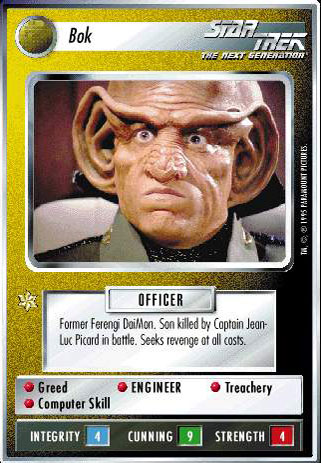 Bok
STAR TREK
THE NEXT GENERATION
TM, ©, ® 1995 PARAMOUNT PICTURES.
OFFICER
Former Ferengi DaiMon. Son killed by Captain Jean-
Luc Picard in battle. Seeks revenge at all costs.
Greed ENGINEER Treachery
Computer Skill
INTEGRITY 4 CUNNING 9 STRENGTH 4